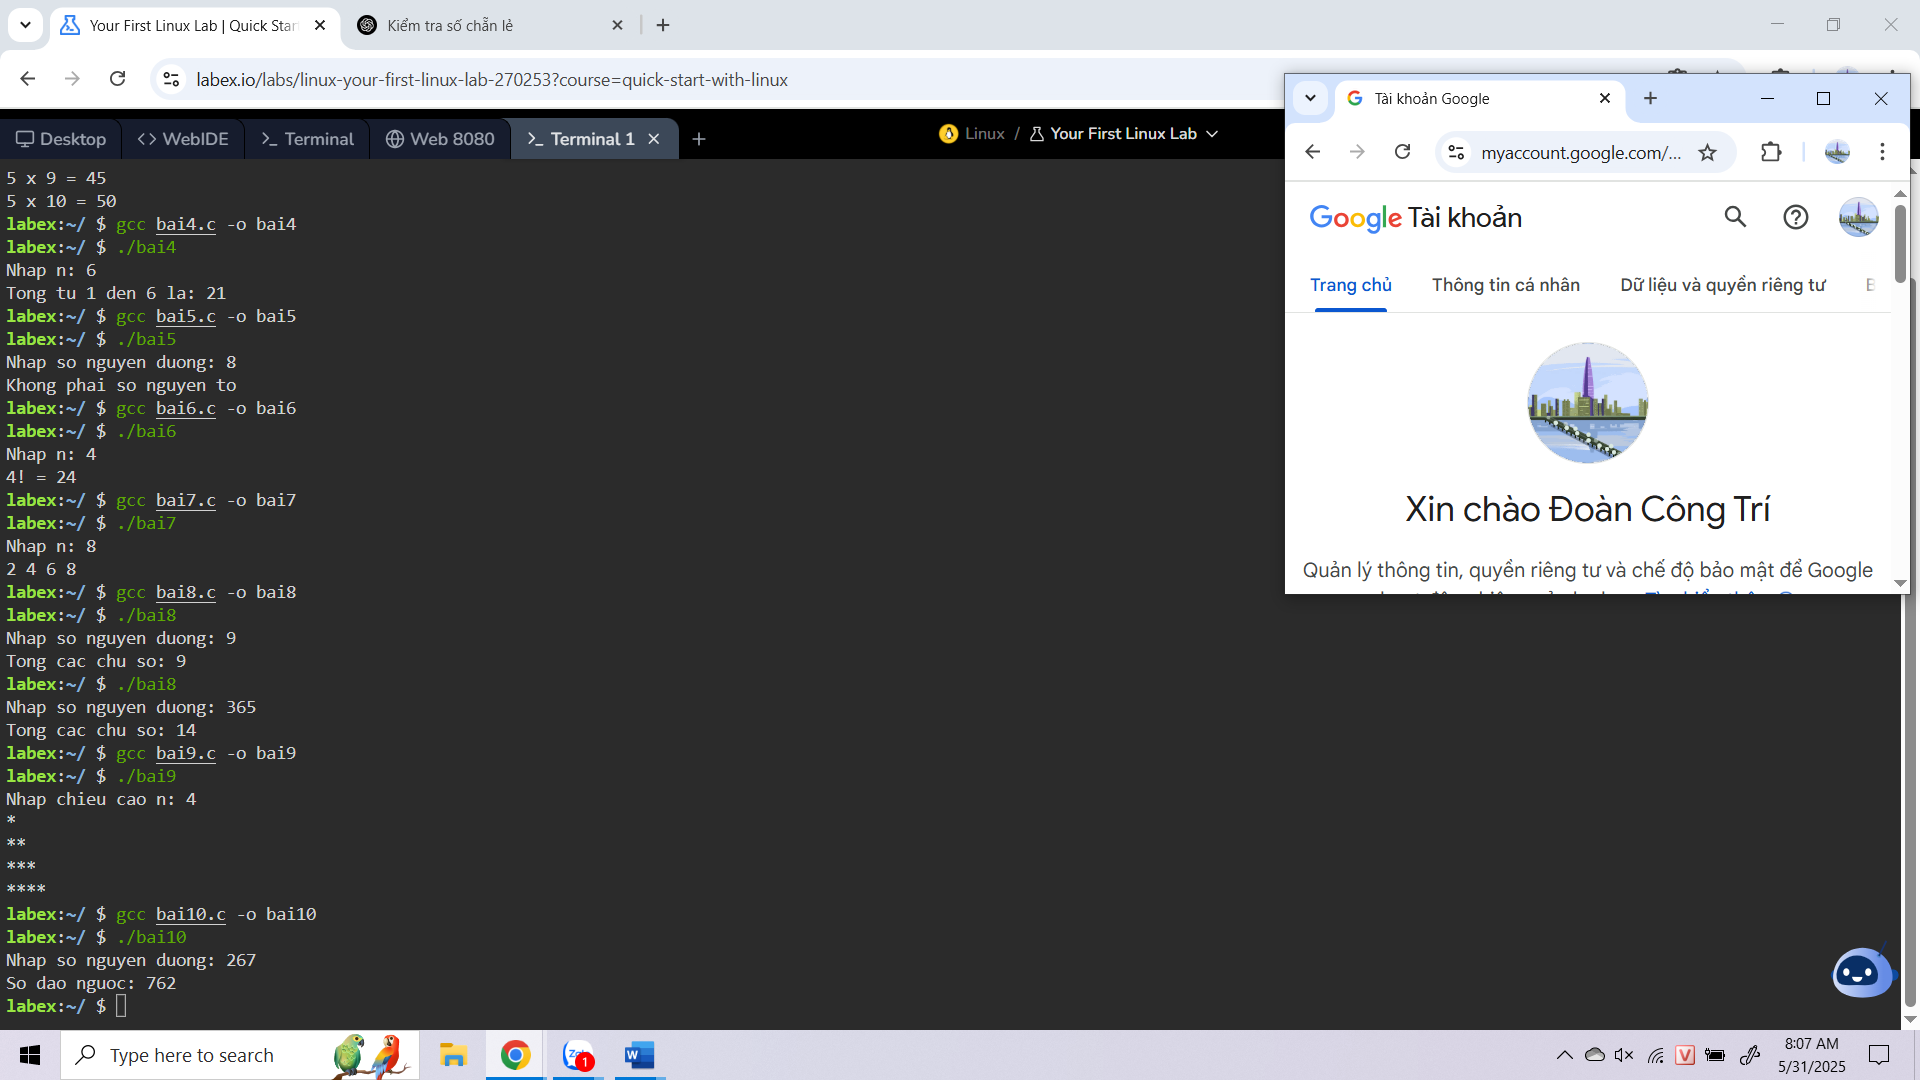 Your First Linux Lab | Quick Star
Kiểm tra số chẵn lẻ
labex.io/labs/linux-your-first-linux-lab-270253?course=quick-start-with-linux
Desktop
WebIDE
Terminal
Web 8080
Terminal 1
Linux / Your First Linux Lab
5 x 9 = 45
5 x 10 = 50
labex:~/ $ gcc bai4.c -o bai4
labex:~/ $ ./bai4
Nhap n: 6
Tong tu 1 den 6 la: 21
labex:~/ $ gcc bai5.c -o bai5
labex:~/ $ ./bai5
Nhap so nguyen duong: 8
Khong phai so nguyen to
labex:~/ $ gcc bai6.c -o bai6
labex:~/ $ ./bai6
Nhap n: 4
4! = 24
labex:~/ $ gcc bai7.c -o bai7
labex:~/ $ ./bai7
Nhap n: 8
2 4 6 8
labex:~/ $ gcc bai8.c -o bai8
labex:~/ $ ./bai8
Nhap so nguyen duong: 9
Tong cac chu so: 9
labex:~/ $ ./bai8
Nhap so nguyen duong: 365
Tong cac chu so: 14
labex:~/ $ gcc bai9.c -o bai9
labex:~/ $ ./bai9
Nhap chieu cao n: 4
*
**
***
****
labex:~/ $ gcc bai10.c -o bai10
labex:~/ $ ./bai10
Nhap so nguyen duong: 267
So dao nguoc: 762
labex:~/ $
Tài khoản Google
myaccount.google.com/...
Google Tài khoản
Trang chủ
Thông tin cá nhân
Dữ liệu và quyền riêng tư
Xin chào Đoàn Công Trí
Quản lý thông tin, quyền riêng tư và chế độ bảo mật để Google
Type here to search
1
8:07 AM
5/31/2025